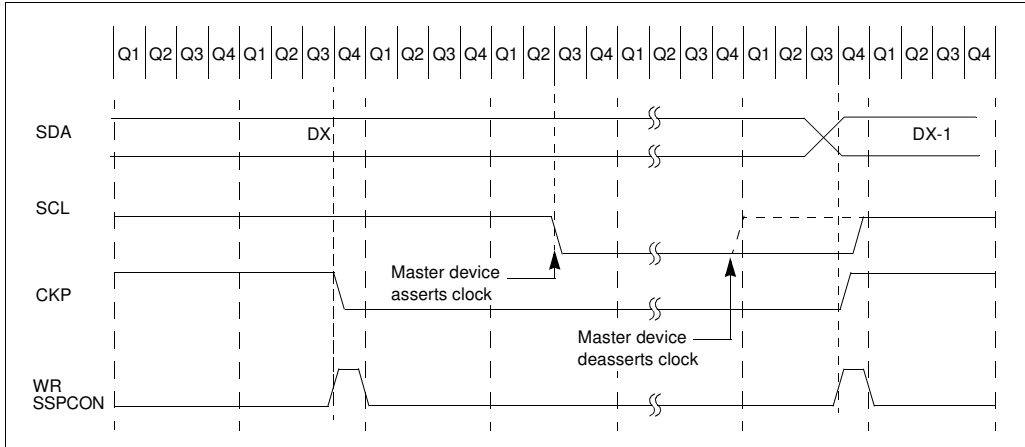 Q1 Q2 Q3 Q4 Q1 Q2 Q3 Q4 Q1 Q2 Q3 Q4 Q1 Q2 Q3 Q4 Q1 Q2 Q3 Q4 Q1 Q2 Q3 Q4 Q1 Q2 Q3 Q4
SDA
DX
DX-1
SCL
Master device
asserts clock
CKP
Master device
deasserts clock
WR
SSPCON